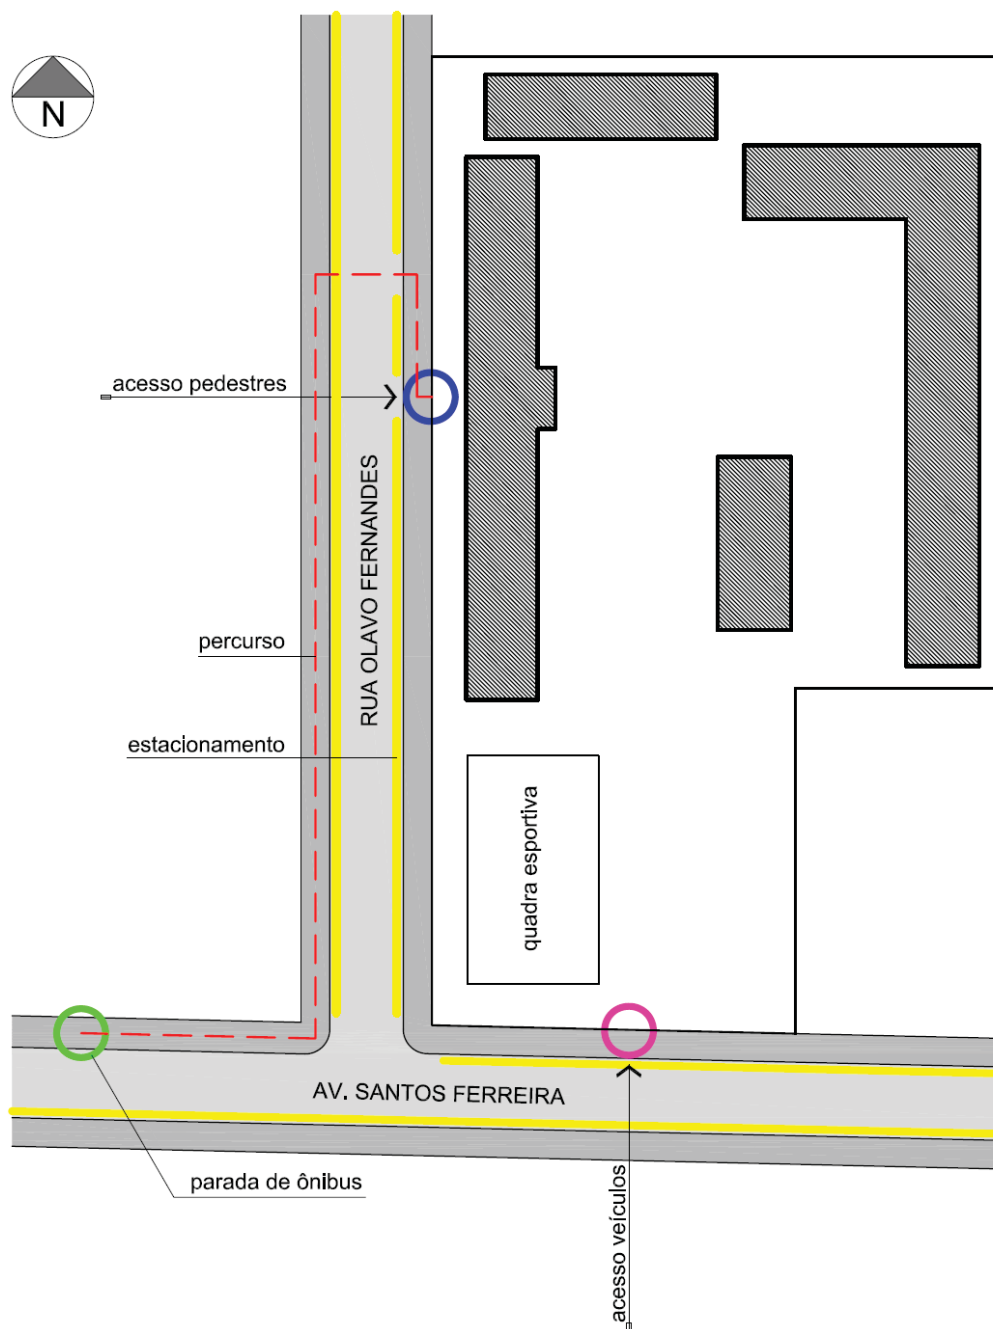 N
acesso pedestres
RUA OLAVO FERNANDES
percurso
estacionamento
quadra esportiva
AV. SANTOS FERREIRA
parada de ônibus
acesso veículos